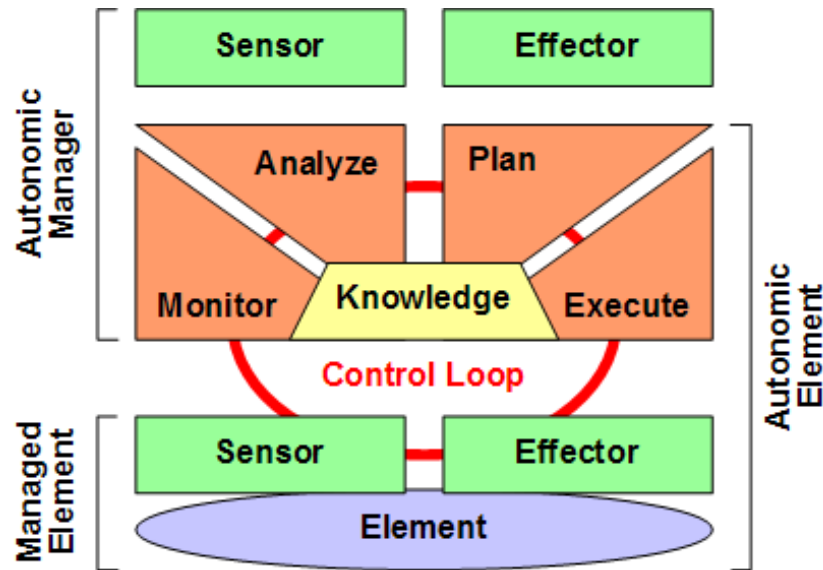 Sensor
Effector
Autonomic
Manager
Analyze
Plan
Monitor
Knowledge
Execute
Control Loop
Autonomic
Element
Managed
Element
Sensor
Effector
Element